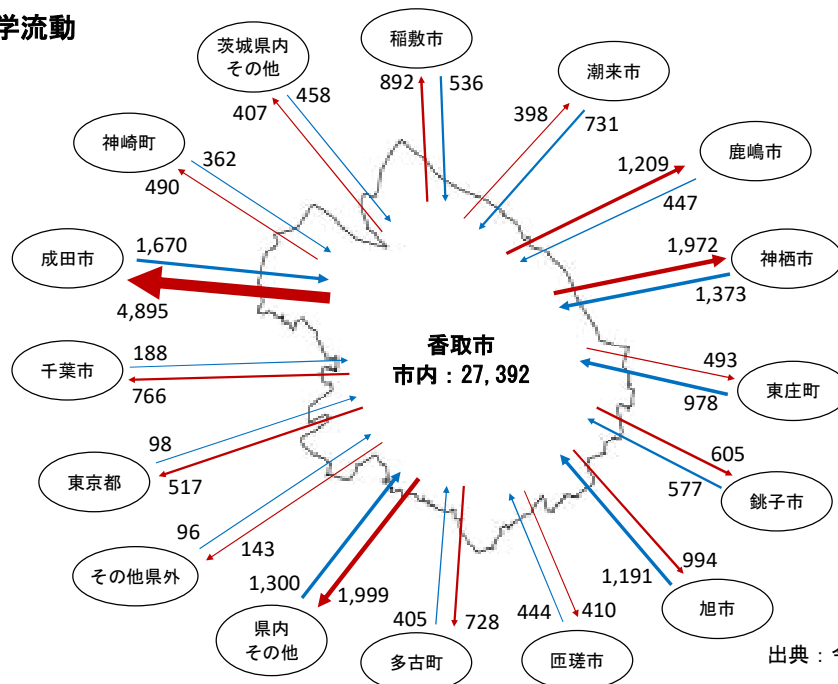 学流動
稲敷市
892
536
茨城県内
その他
407
458
潮来市
398
731
神崎町
362
490
鹿嶋市
1,209
447
成田市
1,670
4,895
神栖市
1,972
1,373
香取市
市内：27,392
千葉市
188
766
東庄町
493
978
東京都
98
517
銚子市
605
577
その他県外
96
143
旭市
994
1,191
県内
その他
1,300
1,999
多古町
405
728
匝瑳市
444
410
出典：